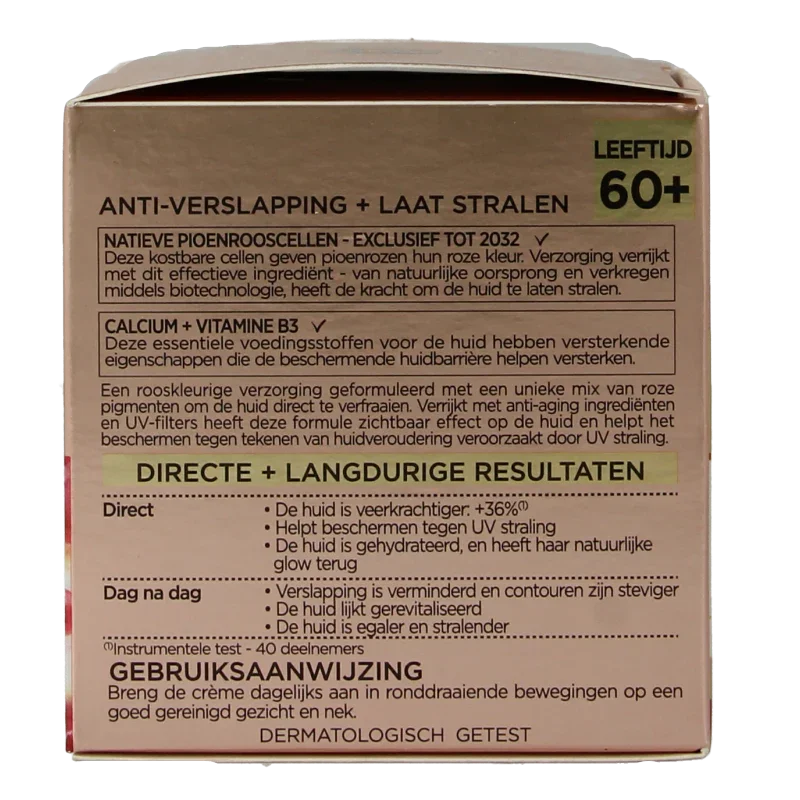 LEEFTIJD
60+
ANTI-VERSLAPPING + LAAT STRALEN
NATIEVE PIOENROOSCELLEN - EXCLUSIEF TOT 2032 ✓
Deze kostbare cellen geven pioenrozen hun roze kleur. Verzorging verrijkt
met dit effectieve ingrediënt - van natuurlijke oorsprong en verkregen
middels biotechnologie, heeft de kracht om de huid te laten stralen.
CALCIUM + VITAMINE B3 ✓
Deze essentiele voedingsstoffen voor de huid hebben versterkende
eigenschappen die de beschermende huidbarrière helpen versterken.
Een rooskleurige verzorging geformuleerd met een unieke mix van roze
pigmenten om de huid direct te verfraaien. Verrijkt met anti-aging ingrediënten
en UV-filters heeft deze formule zichtbaar effect op de huid en helpt het
beschermen tegen tekenen van huidveroudering veroorzaakt door UV straling.
DIRECTE + LANGDURIGE RESULTATEN
Direct
• De huid is veerkrachtiger: +36%(1)
• Helpt beschermen tegen UV straling
• De huid is gehydrateerd, en heeft haar natuurlijke
glow terug
Dag na dag
• Verslapping is verminderd en contouren zijn steviger
• De huid lijkt gerevitaliseerd
• De huid is egaler en stralender
(1)Instrumentele test - 40 deelnemers
GEBRUIKSAANWIJZING
Breng de crème dagelijks aan in ronddraaiende bewegingen op een
goed gereinigd gezicht en nek.
DERMATOLOGISCH GETEST